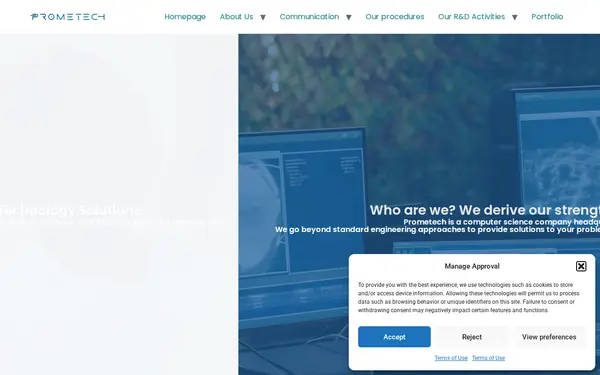 PROMETECH
Homepage
About Us
Communication
Our procedures
Our R&D Activities
Portfolio
Technology Solutions
Who are we? We derive our streng
Prometech is a computer science company headq
We go beyond standard engineering approaches to provide solutions to your proble
Manage Approval
To provide you with the best experience, we use technologies such as cookies to store
and/or access device information. Allowing these technologies will permit us to process
data such as browsing behavior or unique identifiers on this site. Failure to consent or
withdrawing consent may negatively impact certain features and functions.
Accept
Reject
View preferences
Terms of Use
Terms of Use